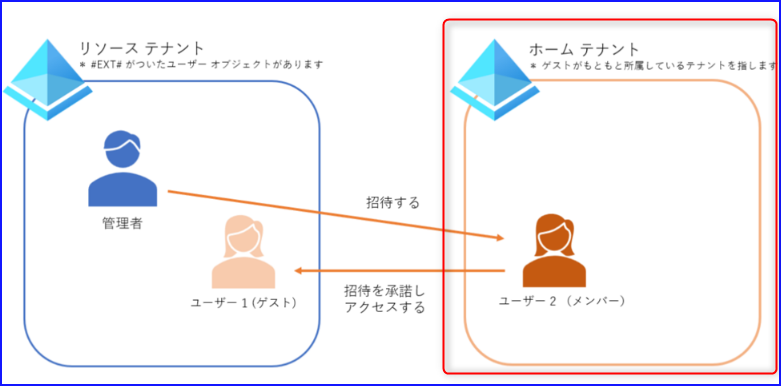 リソース テナント
＊ #EXT# がついたユーザー オブジェクトがあります
ホーム テナント
＊ ゲストがもともと所属しているテナントを指します
管理者
招待する
ユーザー 1 (ゲスト)
招待を承諾し
アクセスする
ユーザー 2 （メンバー）